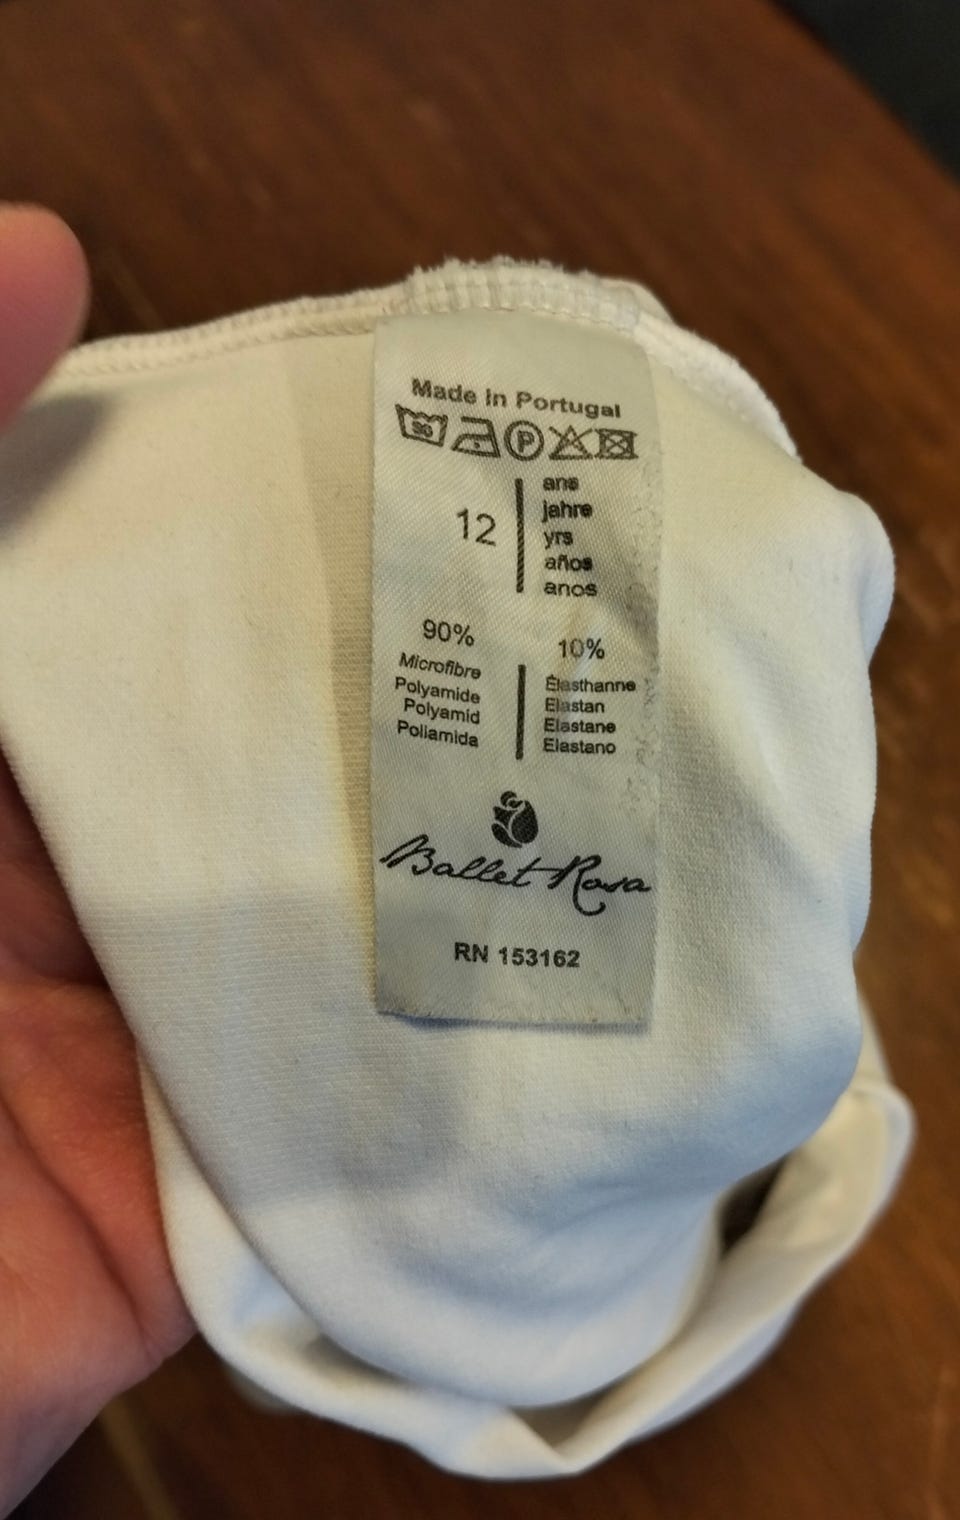 Made in Portugal
30 P
12
ans
jahre
yrs
años
anos
90%
Microfibre
Polyamide
Polyamid
Poliamida
10%
Élasthanne
Elastan
Elastane
Elastano
Ballet Rosa
RN 153162